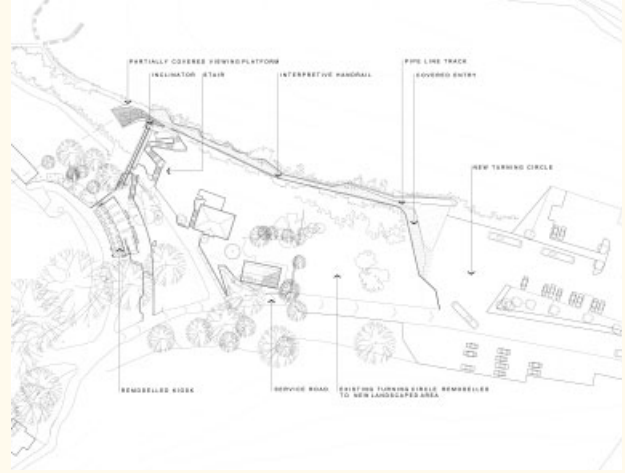 PARTIALLY COVERED VIEWING PLATFORM
INCLINATOR STAIR
INTERPRETIVE HANDRAIL
PIPE LINE TRACK
COVERED ENTRY
NEW TURNING CIRCLE
REMODELLED KIOSK
SERVICE ROAD
EXISTING TURNING CIRCLE REMODELLED
TO NEW LANDSCAPED AREA